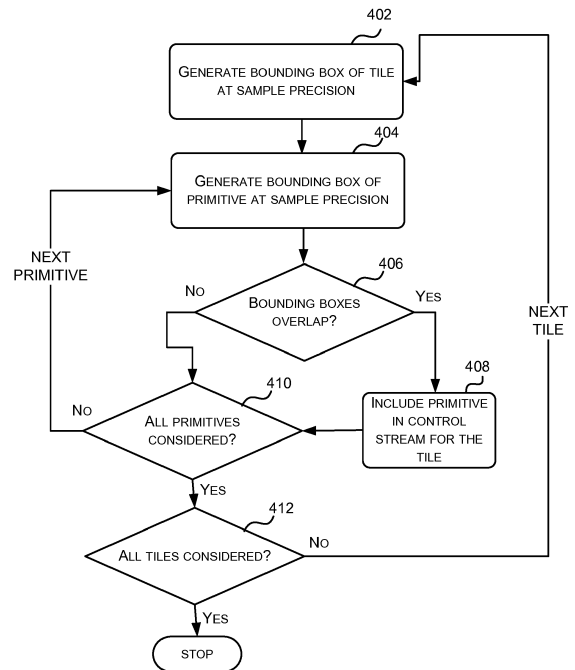 402
GENERATE BOUNDING BOX OF TILE
AT SAMPLE PRECISION
404
GENERATE BOUNDING BOX OF
PRIMITIVE AT SAMPLE PRECISION
NEXT
PRIMITIVE
406
NO
YES
BOUNDING BOXES
OVERLAP?
NEXT
TILE
408
INCLUDE PRIMITIVE
IN CONTROL
STREAM FOR THE
TILE
410
NO
ALL PRIMITIVES
CONSIDERED?
YES
412
ALL TILES CONSIDERED?
NO
YES
STOP